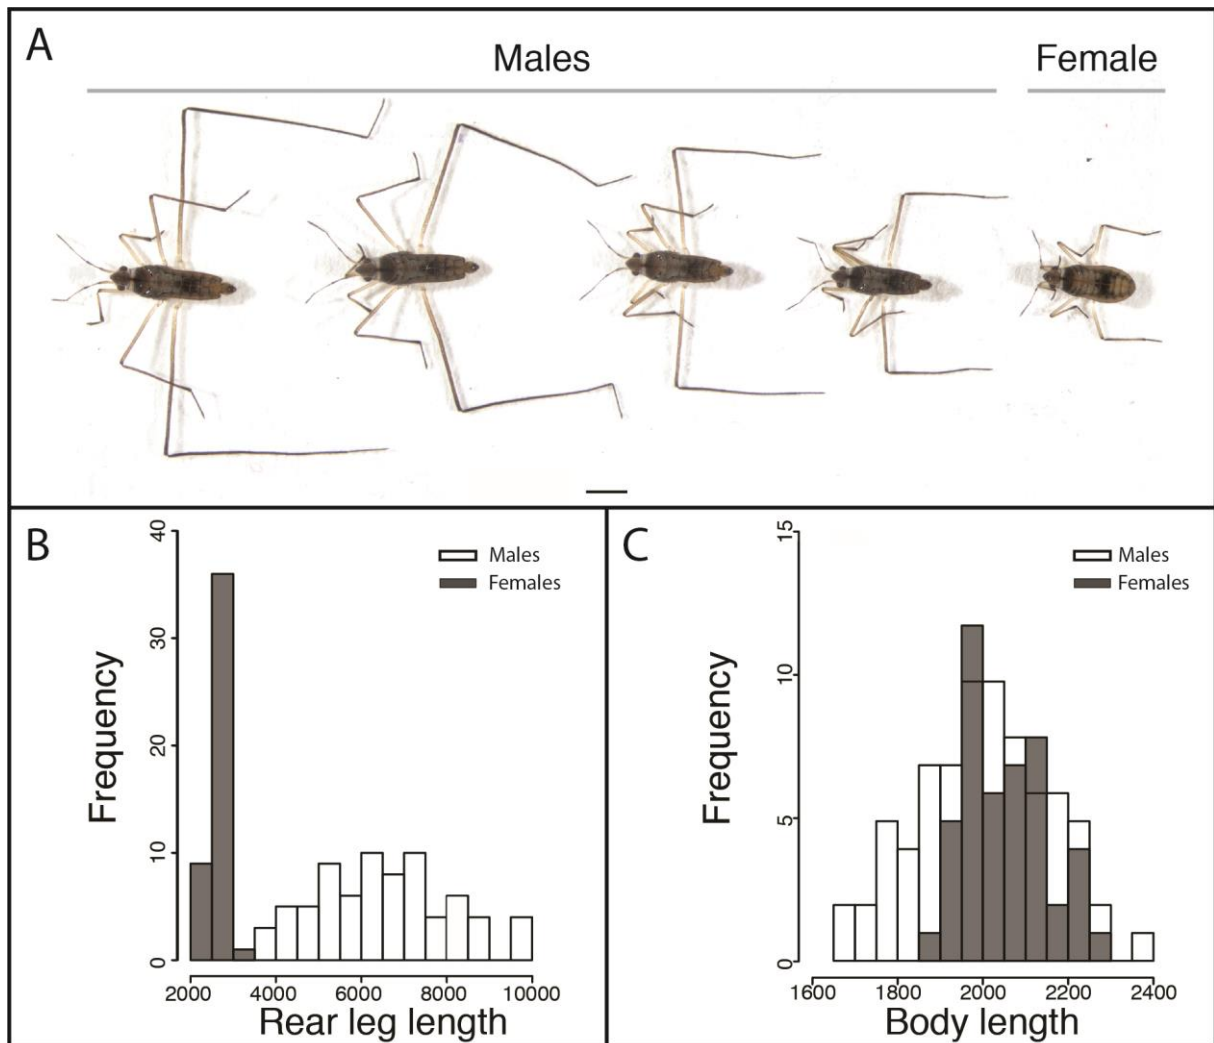 A
Males
Female
B
40
30
20
10
0
Frequency
Males
Females
2000
4000
6000
8000
10000
Rear leg length
C
15
10
5
0
Frequency
Males
Females
1600
1800
2000
2200
2400
Body length